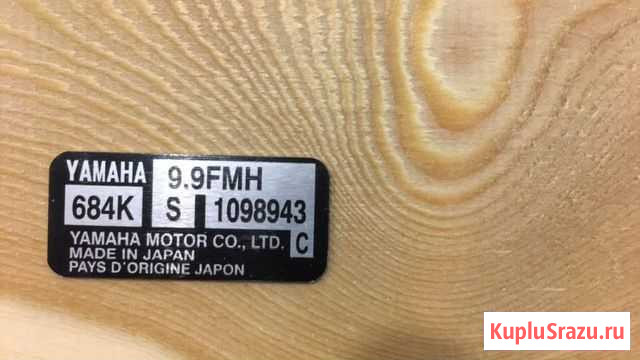 YAMAHA 9.9FMH
684K S 1098943
YAMAHA MOTOR CO., LTD. C
MADE IN JAPAN
PAYS D'ORIGINE JAPON
KupluSrazu.ru